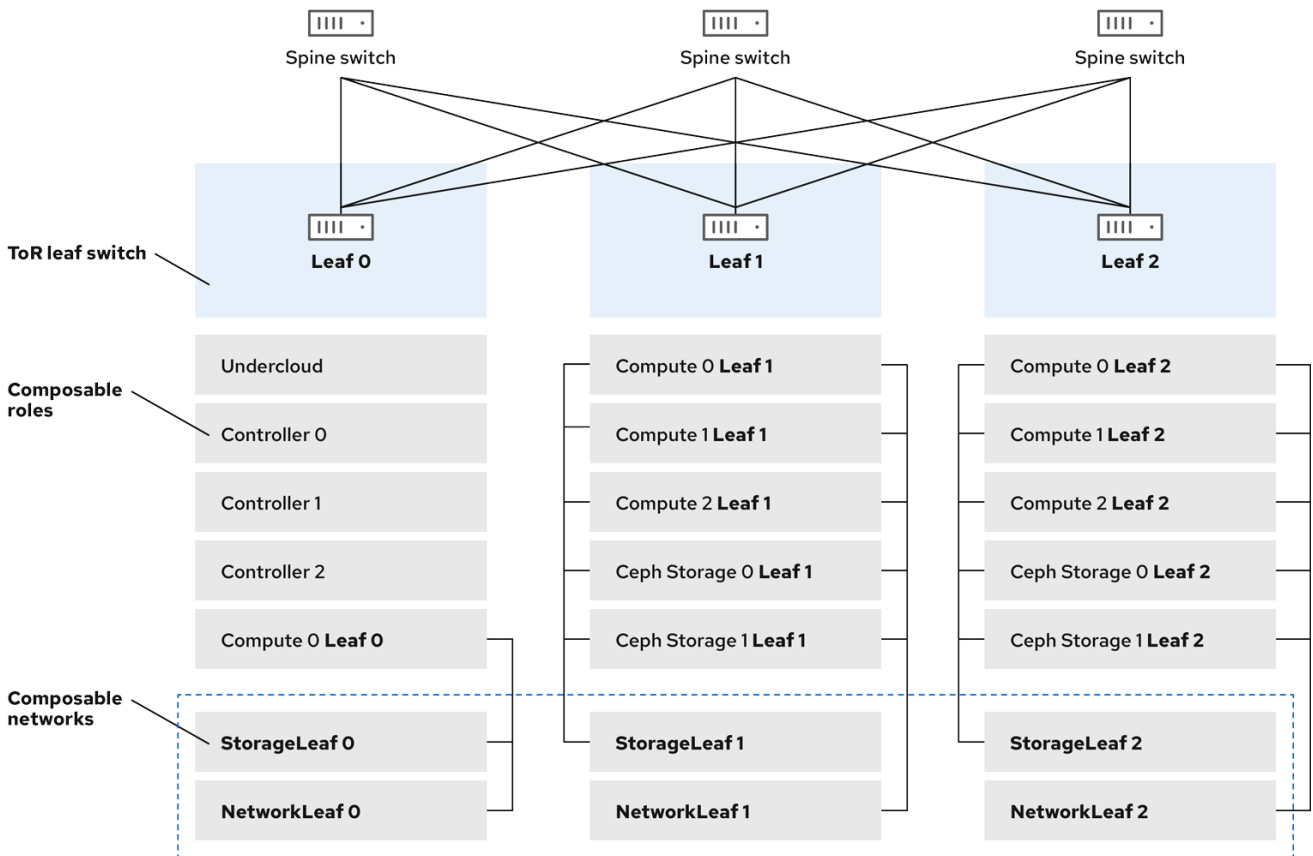 Spine switch
Spine switch
Spine switch
ToR leaf switch
Leaf 0
Leaf 1
Leaf 2
Composable
roles
Undercloud
Controller 0
Controller 1
Controller 2
Compute 0 Leaf 0
Compute 0 Leaf 1
Compute 1 Leaf 1
Compute 2 Leaf 1
Ceph Storage 0 Leaf 1
Ceph Storage 1 Leaf 1
Compute 0 Leaf 2
Compute 1 Leaf 2
Compute 2 Leaf 2
Ceph Storage 0 Leaf 2
Ceph Storage 1 Leaf 2
Composable
networks
StorageLeaf 0
NetworkLeaf 0
StorageLeaf 1
NetworkLeaf 1
StorageLeaf 2
NetworkLeaf 2